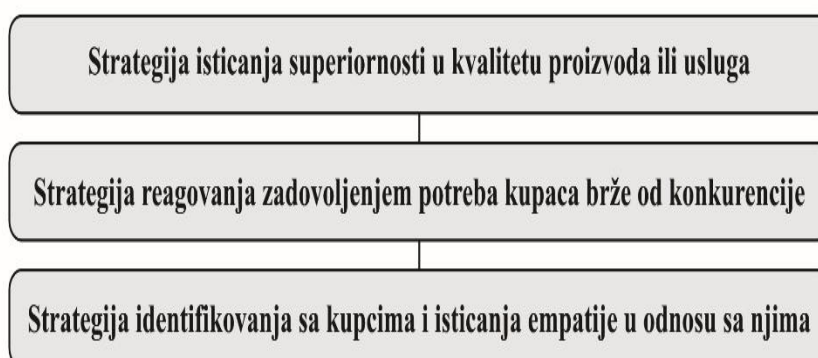 Strategija isticanja superiornosti u kvalitetu proizvoda ili usluga
Strategija reagovanja zadovoljenjem potreba kupaca brže od konkurencije
Strategija identifikovanja sa kupcima i isticanja empatije u odnosu sa njima